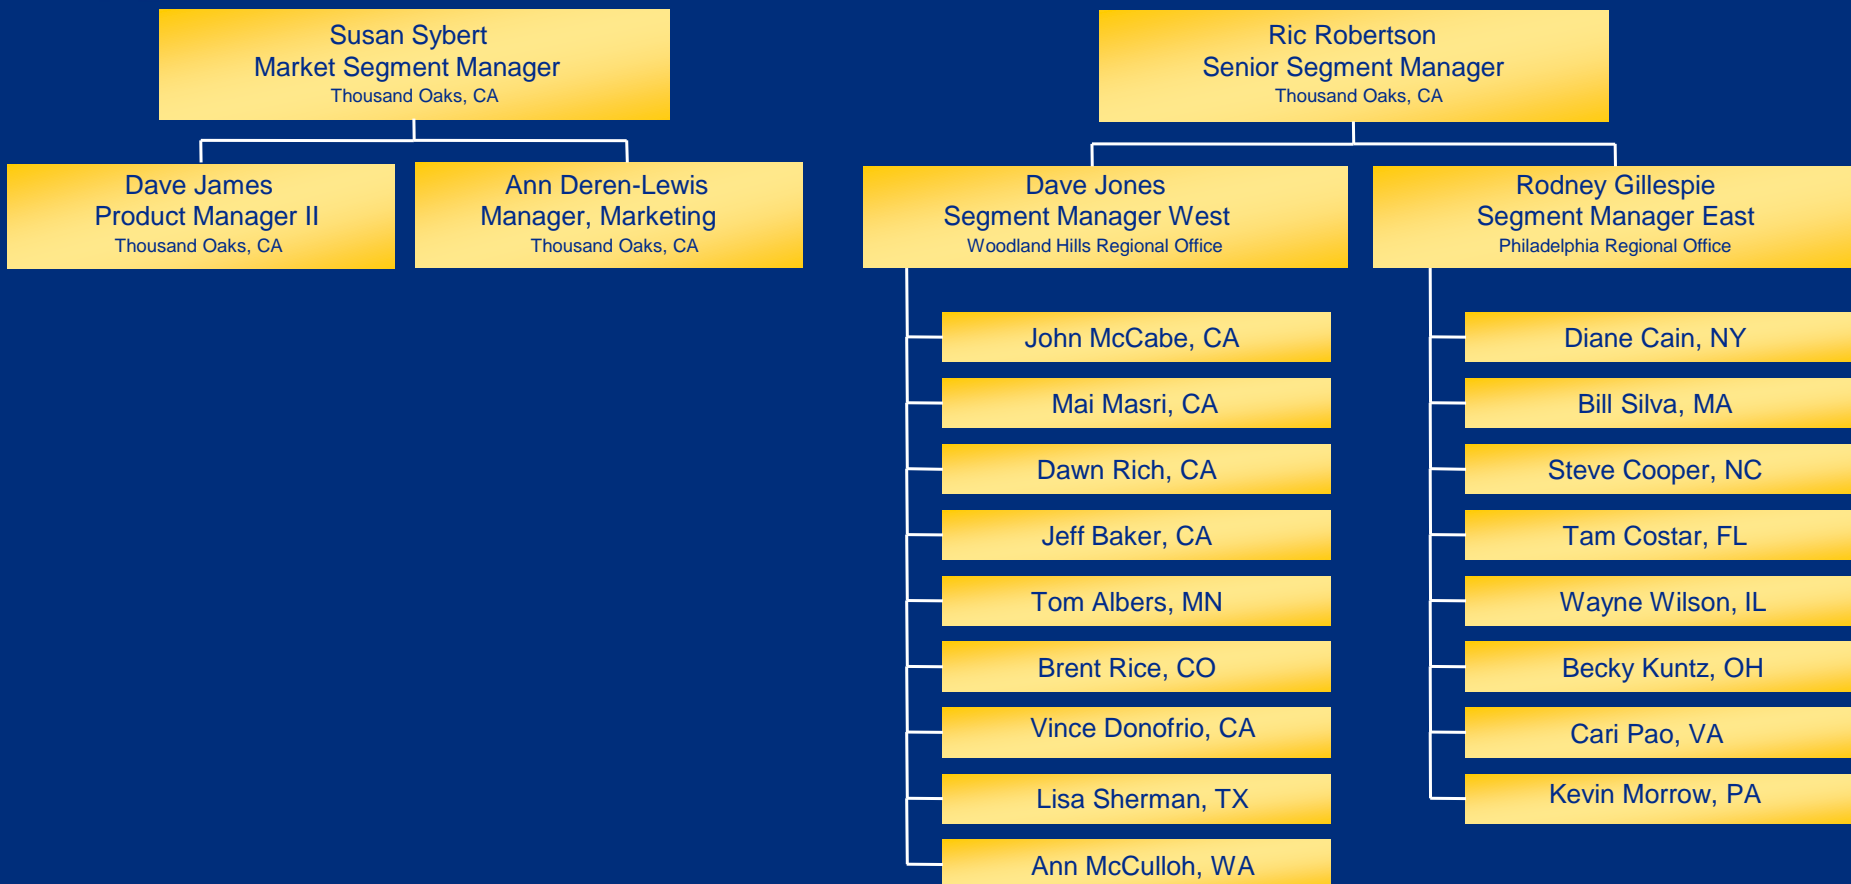 Susan Sybert
Market Segment Manager
Thousand Oaks, CA
Dave James
Product Manager II
Thousand Oaks, CA
Ann Deren-Lewis
Manager, Marketing
Thousand Oaks, CA
Ric Robertson
Senior Segment Manager
Thousand Oaks, CA
Dave Jones
Segment Manager West
Woodland Hills Regional Office
John McCabe, CA
Mai Masri, CA
Dawn Rich, CA
Jeff Baker, CA
Tom Albers, MN
Brent Rice, CO
Vince Donofrio, CA
Lisa Sherman, TX
Ann McCulloh, WA
Rodney Gillespie
Segment Manager East
Philadelphia Regional Office
Diane Cain, NY
Bill Silva, MA
Steve Cooper, NC
Tam Costar, FL
Wayne Wilson, IL
Becky Kuntz, OH
Cari Pao, VA
Kevin Morrow, PA